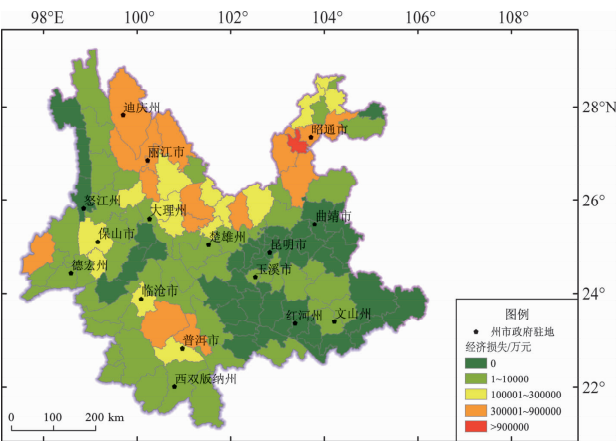 98°E 100° 102° 104° 106° 108°
28°N
26°
24°
22°
迪庆州
昭通市
丽江市
怒江州
大理州
曲靖市
保山市
楚雄州
昆明市
德宏州
玉溪市
临沧市
红河州
文山州
普洱市
西双版纳州
0 100 200 km
图例
州市政府驻地
经济损失/万元
0
1~10000
100001~300000
300001~900000
>900000